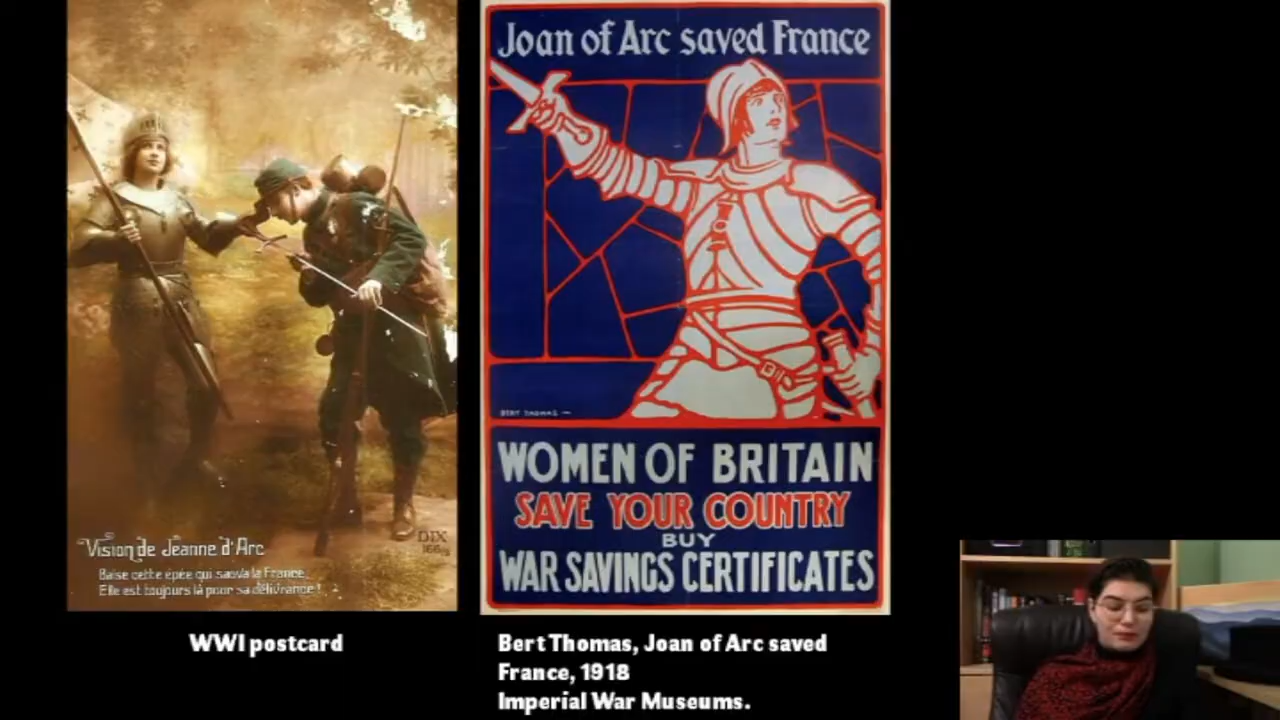 Vision de Jeanne d'Arc
Baise cette épée qui sauva la France,
Elle est toujours là pour sa délivrance !
DIX
WWI postcard
Joan of Arc saved France
BERT THOMAS —
WOMEN OF BRITAIN
SAVE YOUR COUNTRY
BUY
WAR SAVINGS CERTIFICATES
Bert Thomas, Joan of Arc saved
France, 1918
Imperial War Museums.